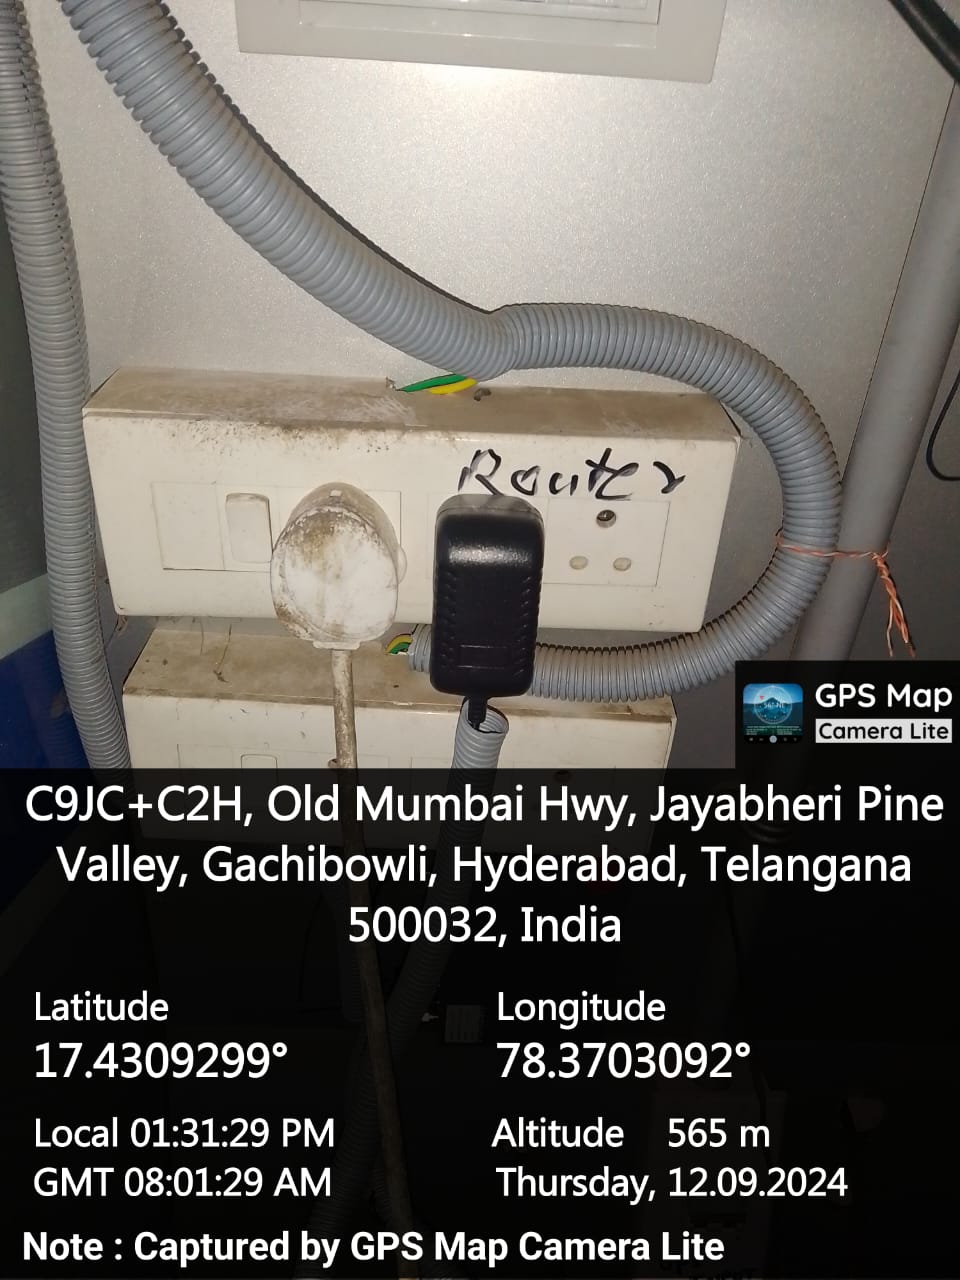 Router
GPS Map
Camera Lite
C9JC+C2H, Old Mumbai Hwy, Jayabheri Pine
Valley, Gachibowli, Hyderabad, Telangana
500032, India
Latitude
17.4309299°
Longitude
78.3703092°
Local 01:31:29 PM
GMT 08:01:29 AM
Altitude 565 m
Thursday, 12.09.2024
Note : Captured by GPS Map Camera Lite